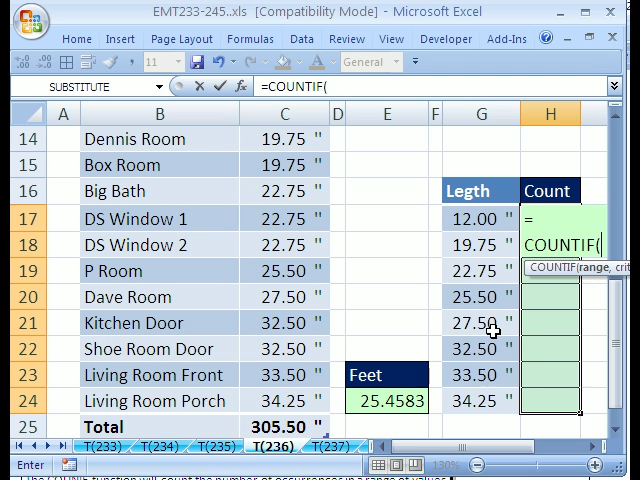 EMT233-245..xls [Compatibility Mode] - Microsoft Excel
Home Insert Page Layout Formulas Data Review View Developer Add-Ins
11 General
SUBSTITUTE =COUNTIF(
A B C D E F G H
14 Dennis Room 19.75 "
15 Box Room 19.75 "
16 Big Bath 22.75 " Legth Count
17 DS Window 1 22.75 " 12.00 " =
18 DS Window 2 22.75 " 19.75 " COUNTIF(
19 P Room 25.50 " 22.75 " COUNTIF(range, crit
20 Dave Room 27.50 " 25.50 "
21 Kitchen Door 32.50 " 27.50 "
22 Shoe Room Door 32.50 " 32.50 "
23 Living Room Front 33.50 " Feet 33.50 "
24 Living Room Porch 34.25 " 25.4583 34.25 "
25 Total 305.50 "
T(233) T(234) T(235) T(236) T(237)
Enter 130%